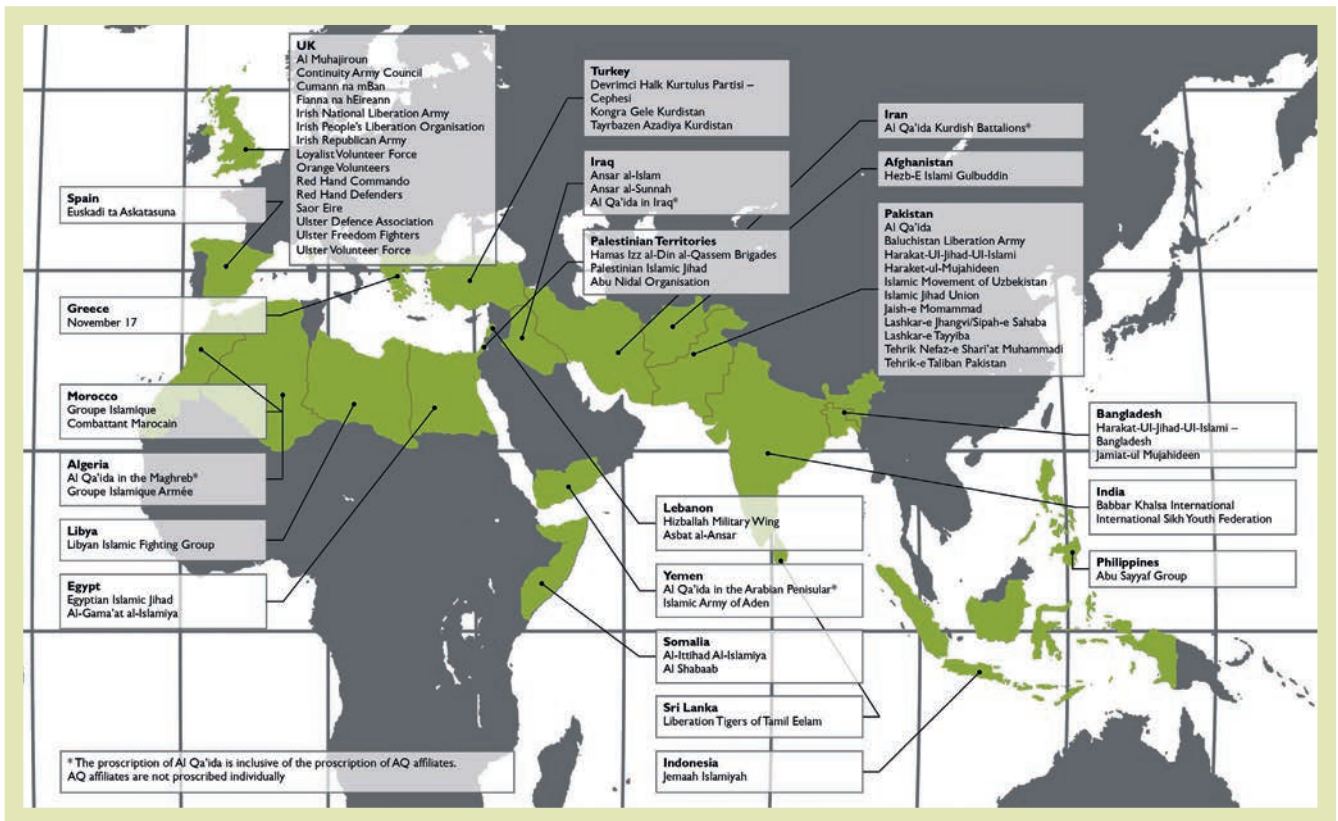 UK
Al Muhajiroun
Continuity Army Council
Cumann na mBan
Fianna na hEireann
Irish National Liberation Army
Irish People's Liberation Organisation
Irish Republican Army
Loyalist Volunteer Force
Orange Volunteers
Red Hand Commando
Red Hand Defenders
Saor Eire
Ulster Defence Association
Ulster Freedom Fighters
Ulster Volunteer Force
Turkey
Devrimci Halk Kurtulus Partisi –
Cephesi
Kongra Gele Kurdistan
Tayrbazen Azadiya Kurdistan
Iran
Al Qa'ida Kurdish Battalions*
Iraq
Ansar al-Islam
Ansar al-Sunnah
Al Qa'ida in Iraq*
Afghanistan
Hezb-E Islami Gulbuddin
Spain
Euskadi ta Askatasuna
Palestinian Territories
Hamas Izz al-Din al-Qassem Brigades
Palestinian Islamic Jihad
Abu Nidal Organisation
Pakistan
Al Qa'ida
Baluchistan Liberation Army
Harakat-Ul-Jihad-Ul-Islami
Haraket-ul-Mujahideen
Islamic Movement of Uzbekistan
Islamic Jihad Union
Jaish-e Momammad
Lashkar-e Jhangvi/Sipah-e Sahaba
Lashkar-e Tayyiba
Tehrik Nefaz-e Shari'at Muhammadi
Tehrik-e Taliban Pakistan
Greece
November 17
Morocco
Groupe Islamique
Combattant Marocain
Algeria
Al Qa'ida in the Maghreb*
Groupe Islamique Armée
Libya
Libyan Islamic Fighting Group
Egypt
Egyptian Islamic Jihad
Al-Gama'at al-Islamiya
Bangladesh
Harakat-Ul-Jihad-Ul-Islami –
Bangladesh
Jamiat-ul Mujahideen
India
Babbar Khalsa International
International Sikh Youth Federation
Philippines
Abu Sayyaf Group
Lebanon
Hizballah Military Wing
Asbat al-Ansar
Yemen
Al Qa'ida in the Arabian Penisular*
Islamic Army of Aden
Somalia
Al-Ittihad Al-Islamiya
Al Shabaab
Sri Lanka
Liberation Tigers of Tamil Eelam
Indonesia
Jemaah Islamiyah
* The proscription of Al Qa'ida is inclusive of the proscription of AQ affiliates.
AQ affiliates are not proscribed individually